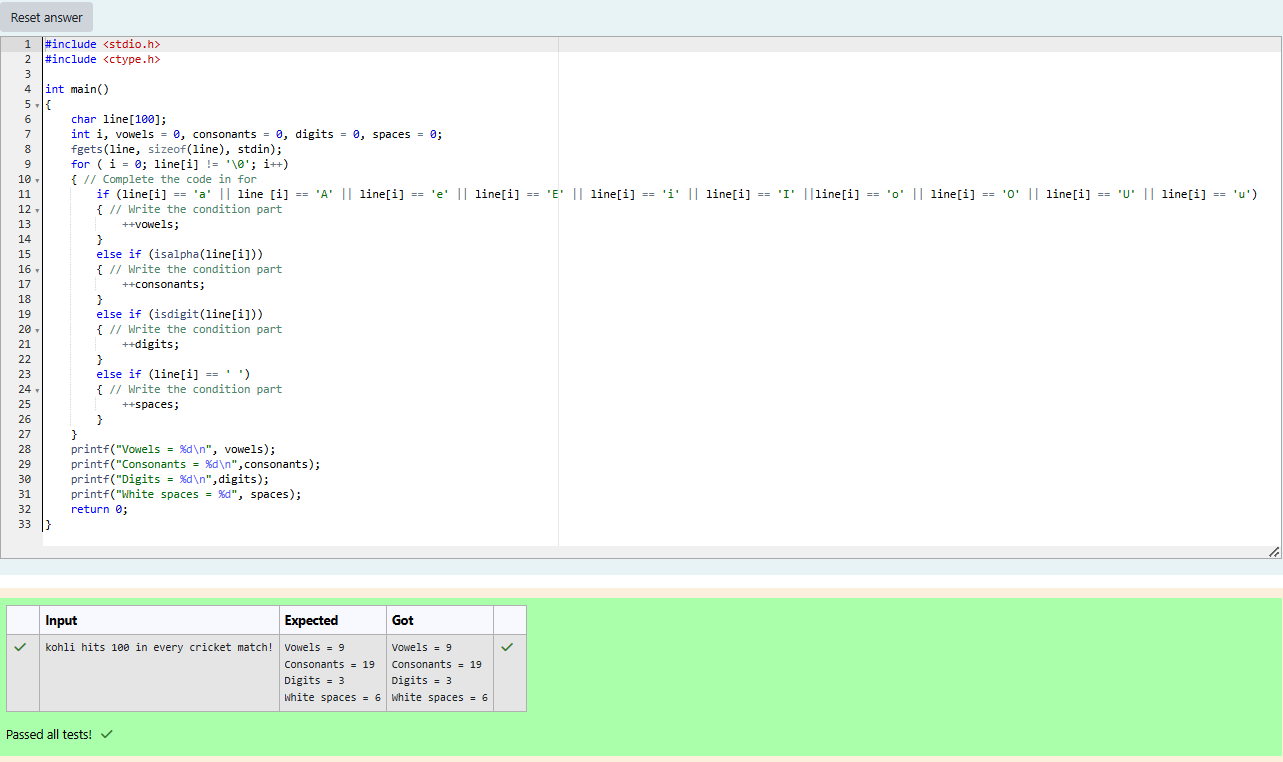 Reset answer
1 #include <stdio.h>
2 #include <ctype.h>
3
4 int main()
5 {
6     char line[100];
7     int i, vowels = 0, consonants = 0, digits = 0, spaces = 0;
8     fgets(line, sizeof(line), stdin);
9     for ( i = 0; line[i] != '\0'; i++)
10     { // Complete the code in for
11         if (line[i] == 'a' || line [i] == 'A' || line[i] == 'e' || line[i] == 'E' || line[i] == 'i' || line[i] == 'I' ||line[i] == 'o' || line[i] == 'O' || line[i] == 'U' || line[i] == 'u')
12         { // Write the condition part
13             ++vowels;
14         }
15         else if (isalpha(line[i]))
16         { // Write the condition part
17             ++consonants;
18         }
19         else if (isdigit(line[i]))
20         { // Write the condition part
21             ++digits;
22         }
23         else if (line[i] == ' ')
24         { // Write the condition part
25             ++spaces;
26         }
27     }
28     printf("Vowels = %d\n", vowels);
29     printf("Consonants = %d\n",consonants);
30     printf("Digits = %d\n",digits);
31     printf("White spaces = %d", spaces);
32     return 0;
33 }
Input Expected Got
kohli hits 100 in every cricket match! Vowels = 9 Vowels = 9
Consonants = 19 Consonants = 19
Digits = 3 Digits = 3
White spaces = 6 White spaces = 6
Passed all tests!